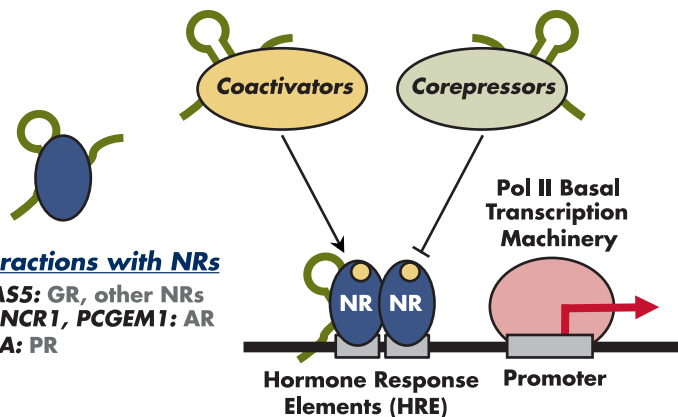 Coactivators
Corepressors
Pol II Basal
Transcription
Machinery
ractions with NRs
AS5: GR, other NRs
NCR1, PCGEM1: AR
A: PR
NR
NR
Hormone Response
Elements (HRE)
Promoter